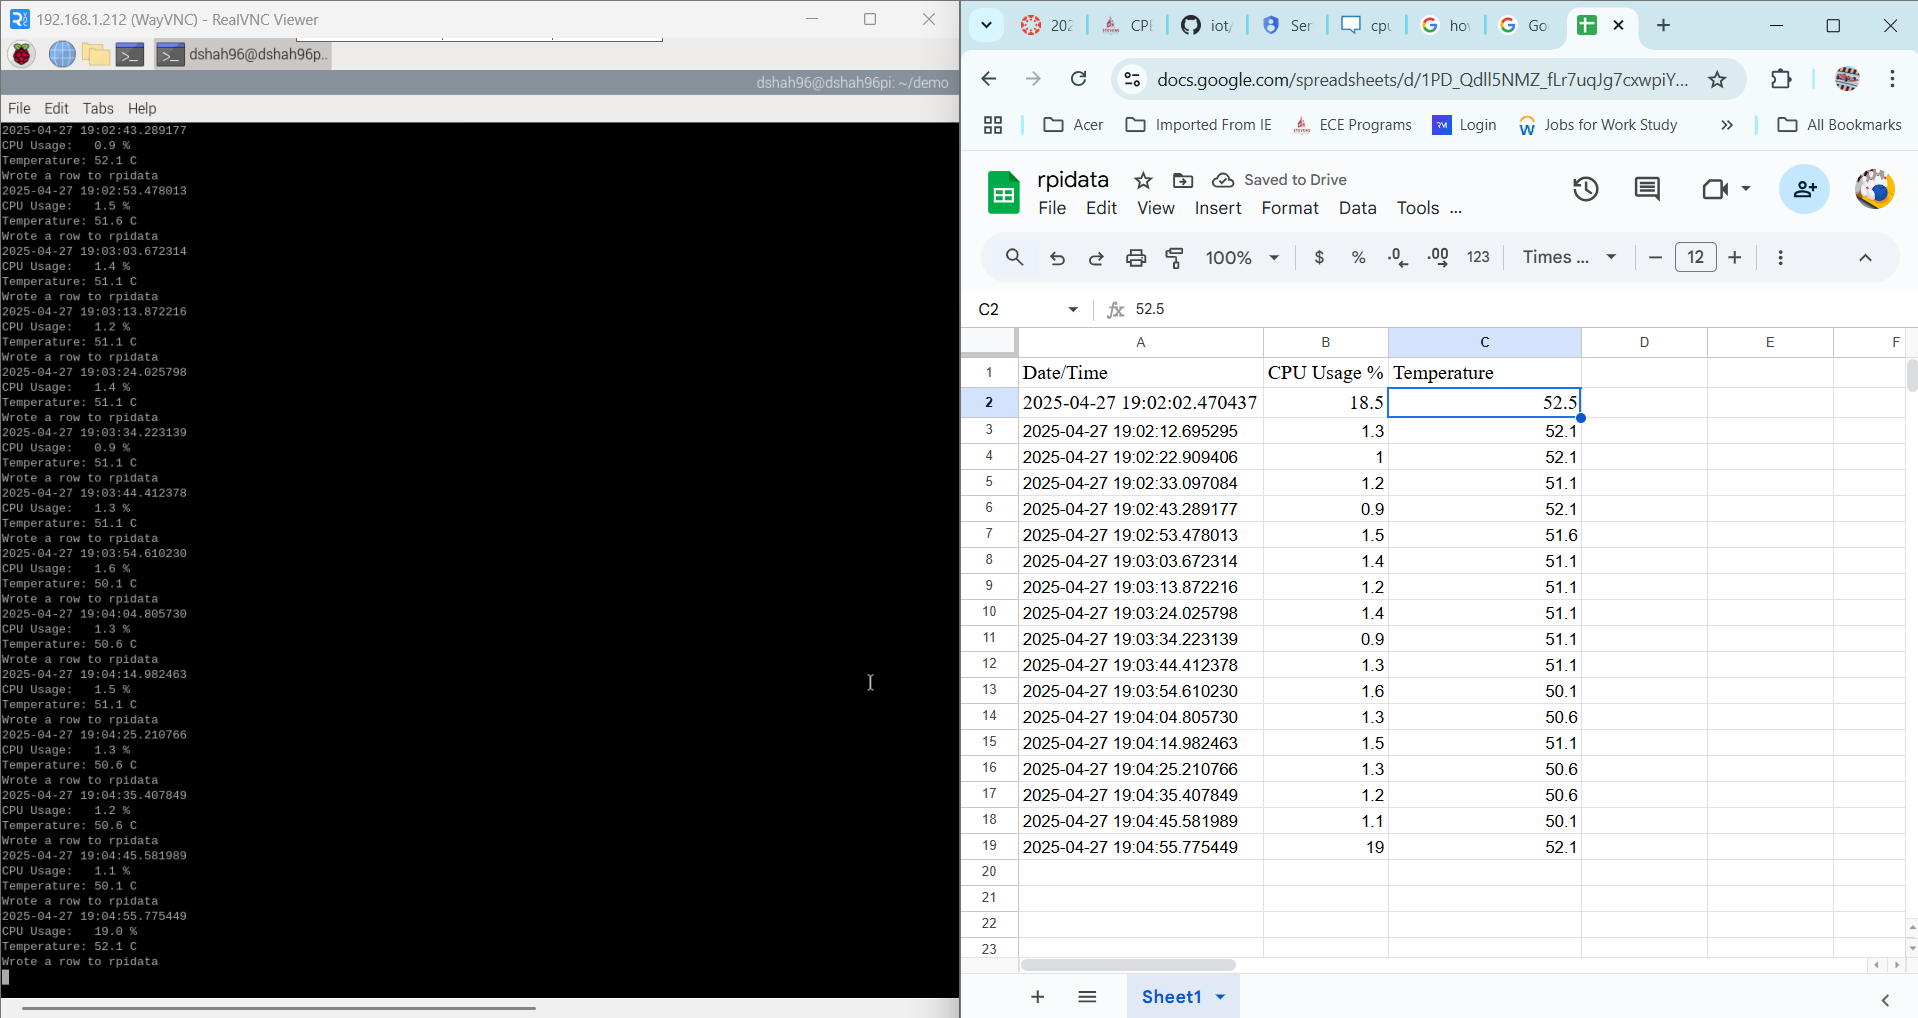 192.168.1.212 (WayVNC) - RealVNC Viewer
dshah96@dshah96p..
dshah96@dshah96pi: ~/demo
File Edit Tabs Help
2025-04-27 19:02:43.289177
CPU Usage: 0.9 %
Temperature: 52.1 C
Wrote a row to rpidata
2025-04-27 19:02:53.478013
CPU Usage: 1.5 %
Temperature: 51.6 C
Wrote a row to rpidata
2025-04-27 19:03:03.672314
CPU Usage: 1.4 %
Temperature: 51.1 C
Wrote a row to rpidata
2025-04-27 19:03:13.872216
CPU Usage: 1.2 %
Temperature: 51.1 C
Wrote a row to rpidata
2025-04-27 19:03:24.025798
CPU Usage: 1.4 %
Temperature: 51.1 C
Wrote a row to rpidata
2025-04-27 19:03:34.223139
CPU Usage: 0.9 %
Temperature: 51.1 C
Wrote a row to rpidata
2025-04-27 19:03:44.412378
CPU Usage: 1.3 %
Temperature: 51.1 C
Wrote a row to rpidata
2025-04-27 19:03:54.610230
CPU Usage: 1.6 %
Temperature: 50.1 C
Wrote a row to rpidata
2025-04-27 19:04:04.805730
CPU Usage: 1.3 %
Temperature: 50.6 C
Wrote a row to rpidata
2025-04-27 19:04:14.982463
CPU Usage: 1.5 %
Temperature: 51.1 C
Wrote a row to rpidata
2025-04-27 19:04:25.210766
CPU Usage: 1.3 %
Temperature: 50.6 C
Wrote a row to rpidata
2025-04-27 19:04:35.407849
CPU Usage: 1.2 %
Temperature: 50.6 C
Wrote a row to rpidata
2025-04-27 19:04:45.581989
CPU Usage: 1.1 %
Temperature: 50.1 C
Wrote a row to rpidata
2025-04-27 19:04:55.775449
CPU Usage: 19.0 %
Temperature: 52.1 C
Wrote a row to rpidata
202 CPE iot/ Ser cpu hov Go
docs.google.com/spreadsheets/d/1PD_Qdll5NMZ_fLr7uqJg7cxwpiY...
Acer Imported From IE ECE Programs Login Jobs for Work Study All Bookmarks
rpidata Saved to Drive
File Edit View Insert Format Data Tools ...
100% $ % .0 .00 123 Times ... 12
C2 fx 52.5
A B C D E F
1 Date/Time CPU Usage % Temperature
2 2025-04-27 19:02:02.470437 18.5 52.5
3 2025-04-27 19:02:12.695295 1.3 52.1
4 2025-04-27 19:02:22.909406 1 52.1
5 2025-04-27 19:02:33.097084 1.2 51.1
6 2025-04-27 19:02:43.289177 0.9 52.1
7 2025-04-27 19:02:53.478013 1.5 51.6
8 2025-04-27 19:03:03.672314 1.4 51.1
9 2025-04-27 19:03:13.872216 1.2 51.1
10 2025-04-27 19:03:24.025798 1.4 51.1
11 2025-04-27 19:03:34.223139 0.9 51.1
12 2025-04-27 19:03:44.412378 1.3 51.1
13 2025-04-27 19:03:54.610230 1.6 50.1
14 2025-04-27 19:04:04.805730 1.3 50.6
15 2025-04-27 19:04:14.982463 1.5 51.1
16 2025-04-27 19:04:25.210766 1.3 50.6
17 2025-04-27 19:04:35.407849 1.2 50.6
18 2025-04-27 19:04:45.581989 1.1 50.1
19 2025-04-27 19:04:55.775449 19 52.1
20
21
22
23
Sheet1